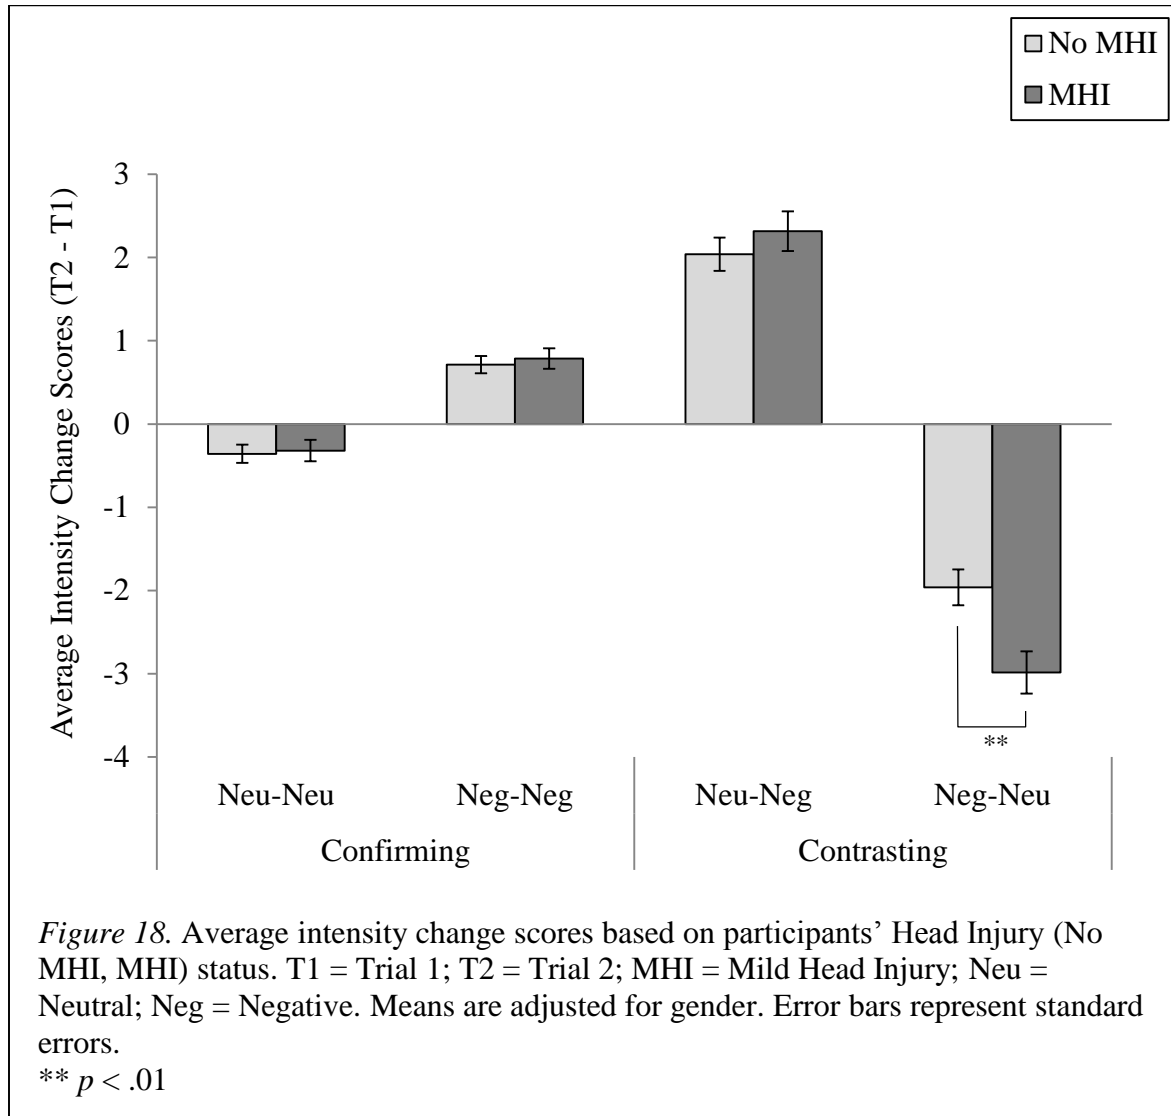 No MHI
MHI
Average Intensity Change Scores (T2 - T1)
3
2
1
0
-1
-2
-3
-4
**
Neu-Neu Neg-Neg Neu-Neg Neg-Neu
Confirming Contrasting
Figure 18. Average intensity change scores based on participants’ Head Injury (No
MHI, MHI) status. T1 = Trial 1; T2 = Trial 2; MHI = Mild Head Injury; Neu =
Neutral; Neg = Negative. Means are adjusted for gender. Error bars represent standard
errors.
** p < .01